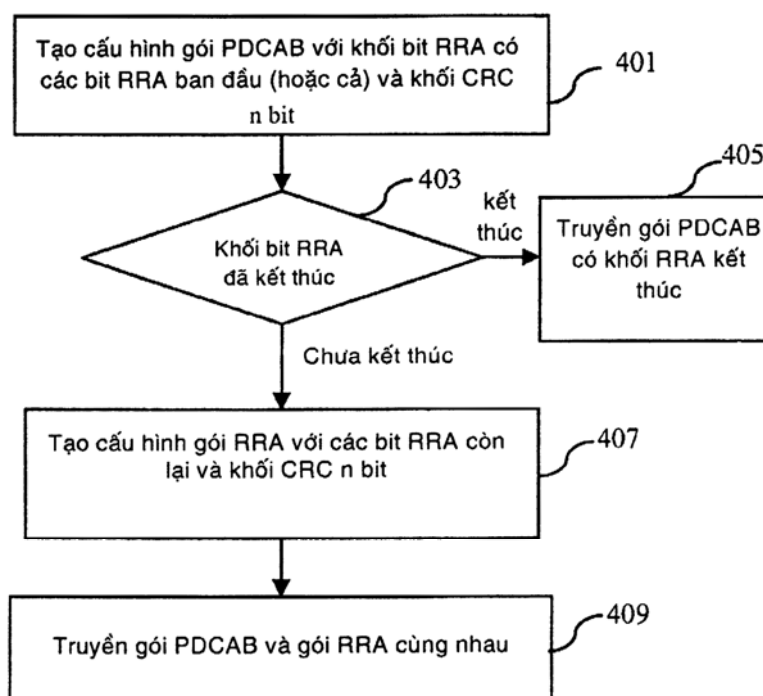 Tạo cấu hình gói PDCAB với khối bit RRA có
các bit RRA ban đầu (hoặc cả) và khối CRC
n bit
401
403
405
kết
thúc
Khối bit RRA
đã kết thúc
Truyền gói PDCAB
có khối RRA kết
thúc
Chưa kết thúc
Tạo cấu hình gói RRA với các bit RRA còn
lại và khối CRC n bit
407
409
Truyền gói PDCAB và gói RRA cùng nhau